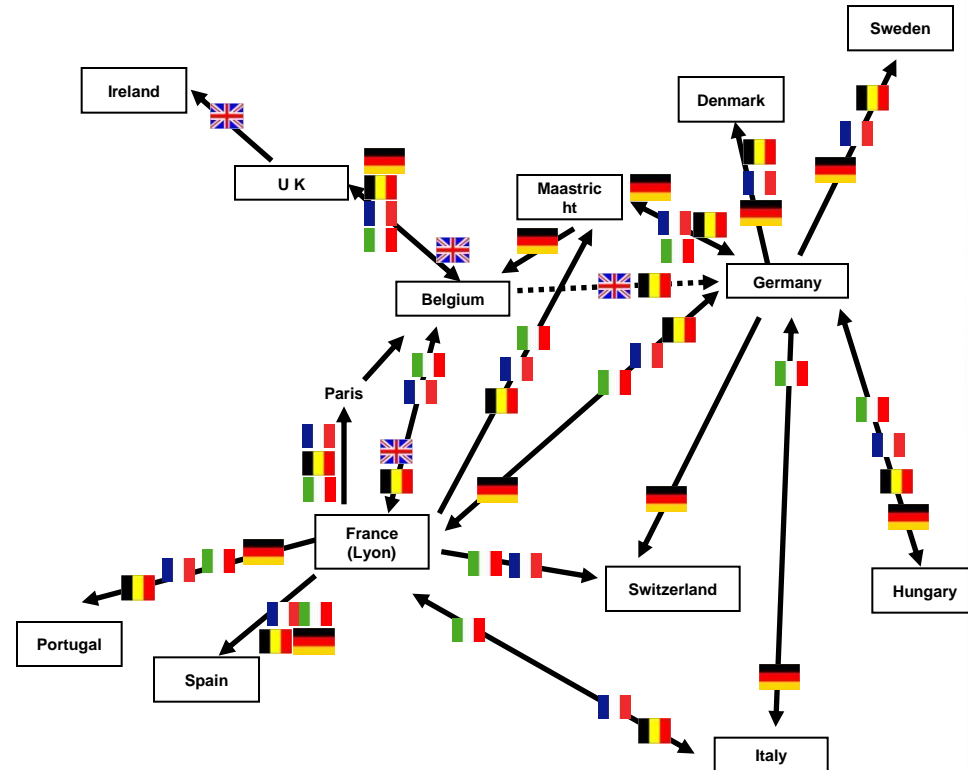 Sweden
Ireland
Denmark
U K
Maastric
ht
Germany
Belgium
Paris
France
(Lyon)
Switzerland
Hungary
Portugal
Spain
Italy